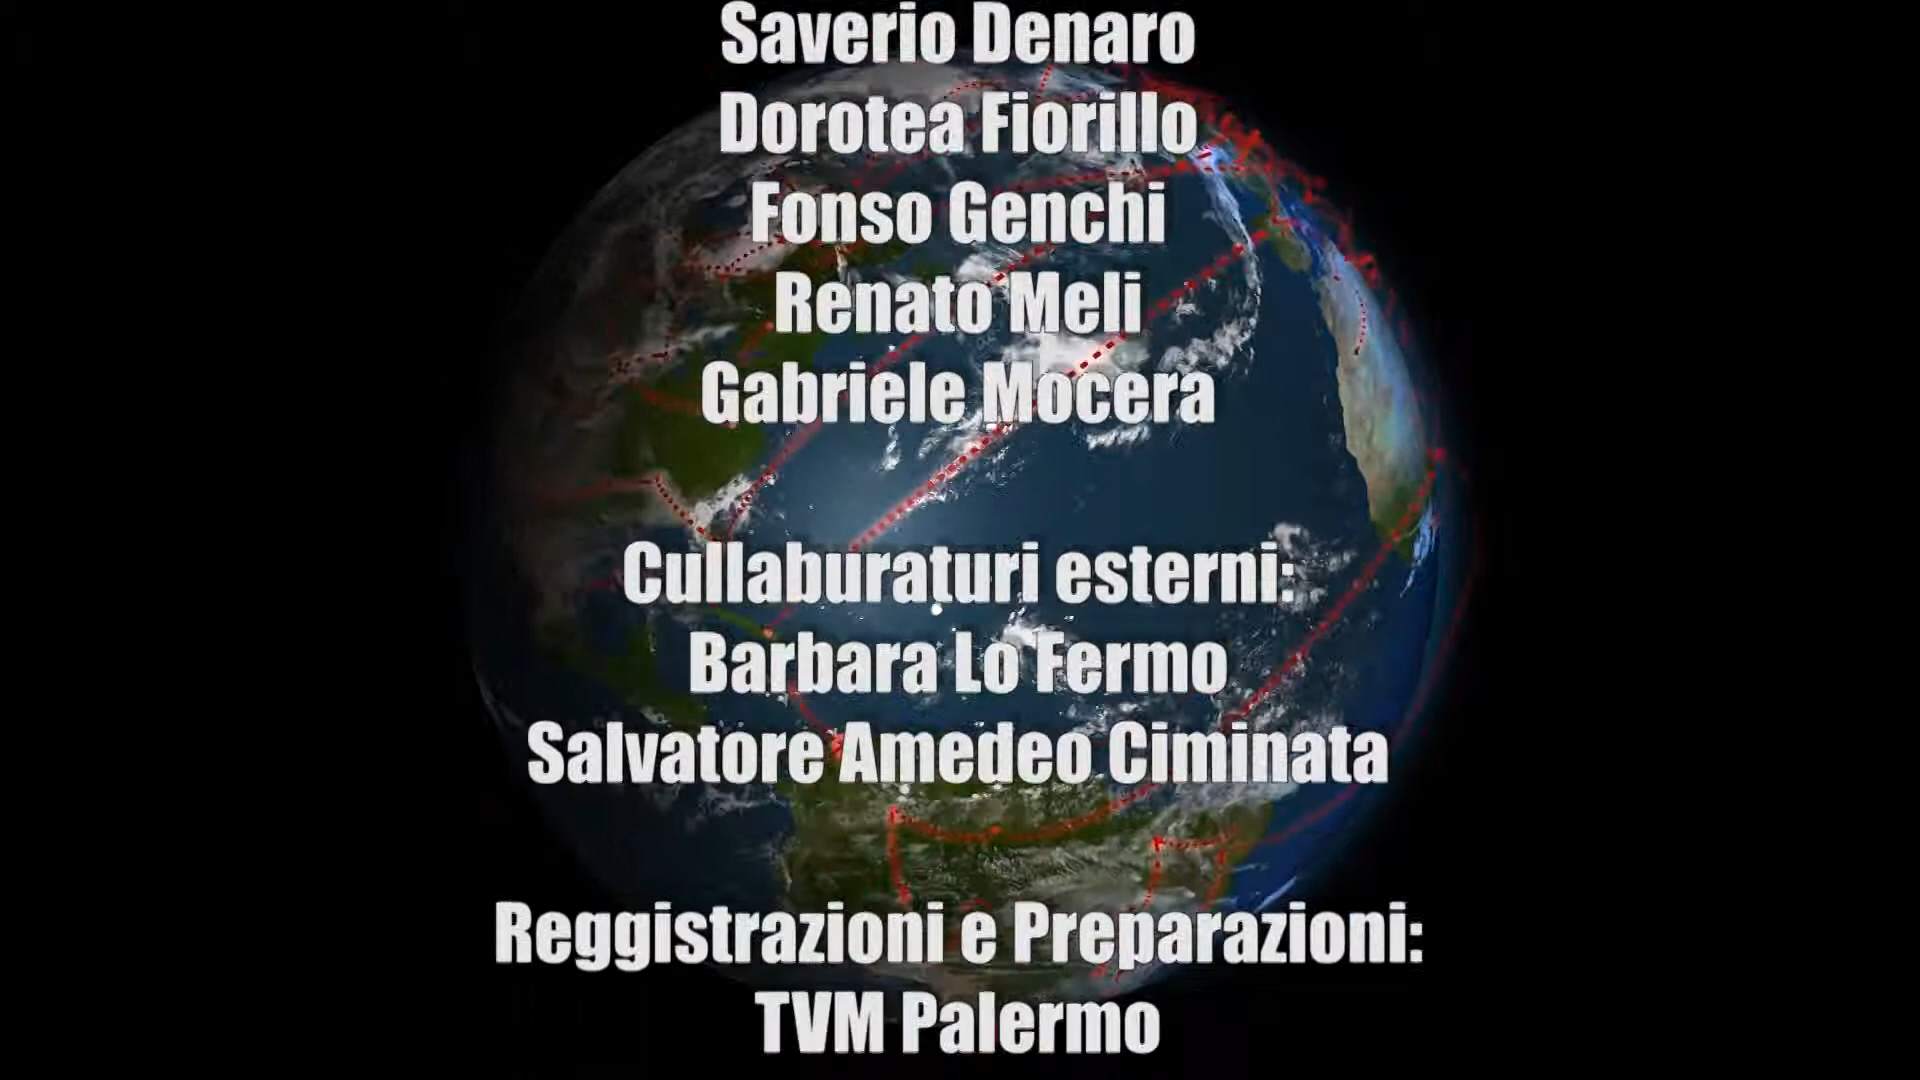 Saverio Denaro
Dorotea Fiorillo
Fonso Genchi
Renato Meli
Gabriele Mocera
Cullaburaturi esterni:
Barbara Lo Fermo
Salvatore Amedeo Ciminata
Reggistrazioni e Preparazioni:
TVM Palermo